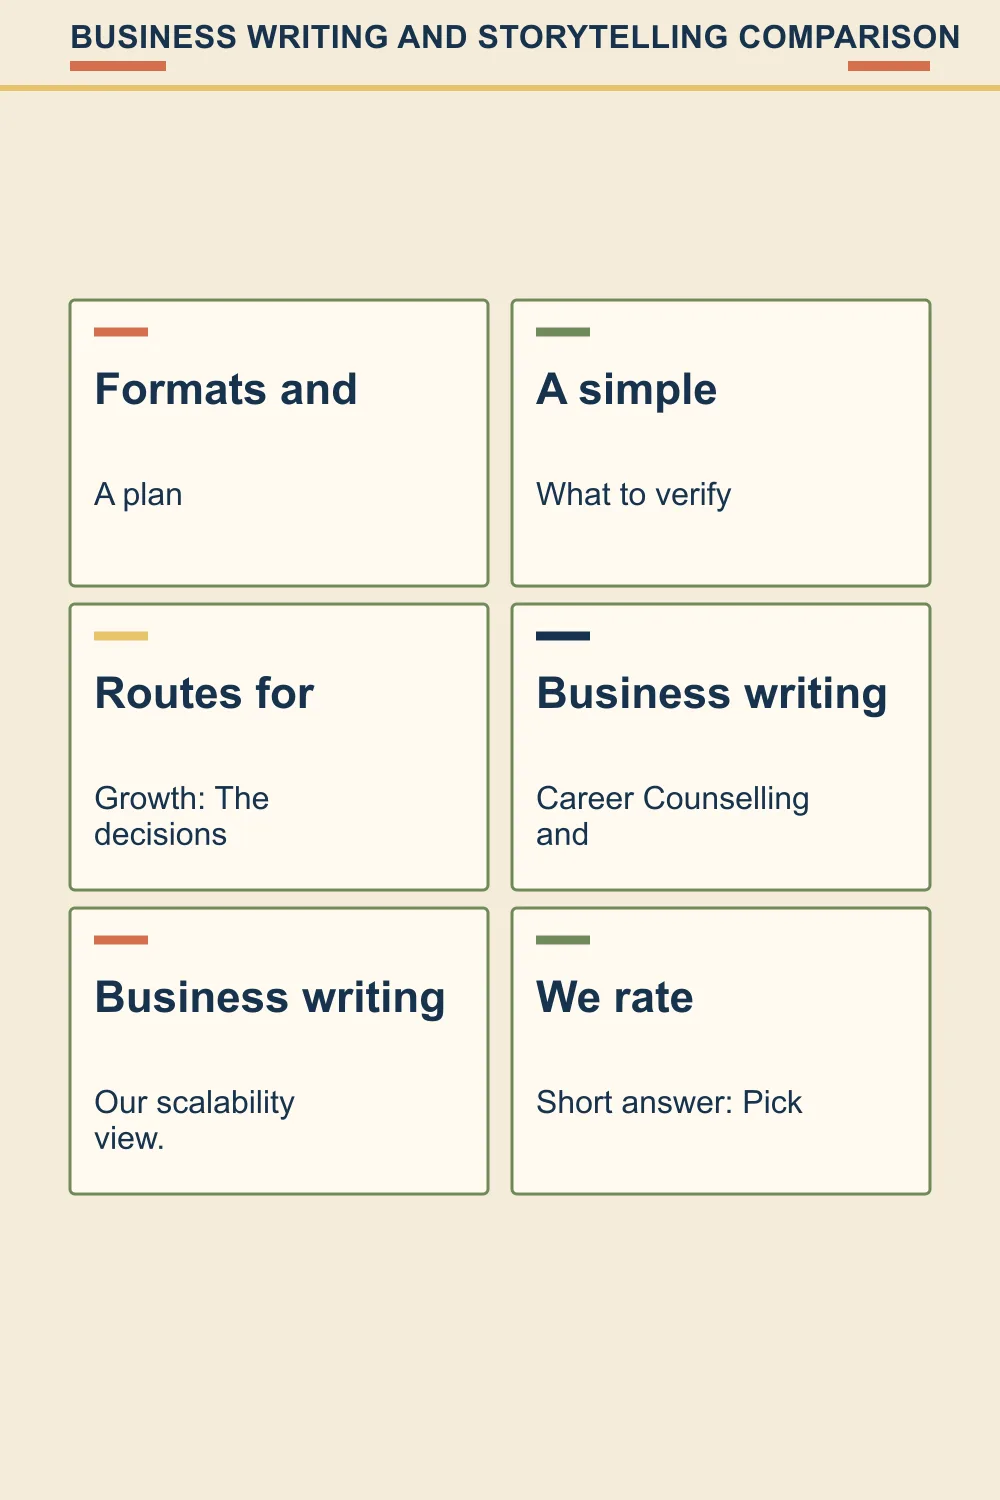 BUSINESS WRITING AND STORYTELLING COMPARISON
Formats and
A plan
A simple
What to verify
Routes for
Growth: The
decisions
Business writing
Career Counselling
and
Business writing
Our scalability
view.
We rate
Short answer: Pick